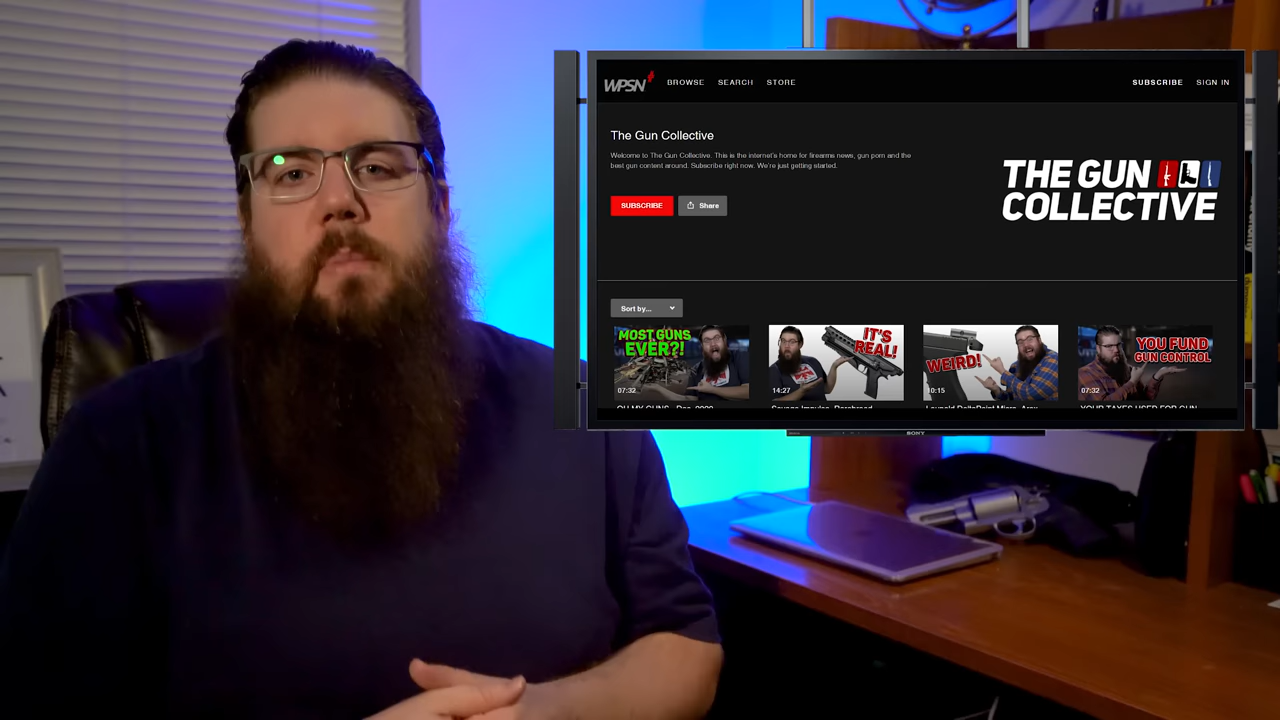 WPSN
BROWSE
SEARCH
STORE
SUBSCRIBE
SIGN IN
The Gun Collective
Welcome to The Gun Collective. This is the internet's home for firearms news, gun porn and the
best gun content around. Subscribe right now. We're just getting started.
SUBSCRIBE
Share
THE GUN
COLLECTIVE
Sort by...
MOST GUNS
EVER?!
07:32
IT'S
REAL!
14:27
WEIRD!
10:15
YOU FUND
GUN CONTROL
07:32
SONY